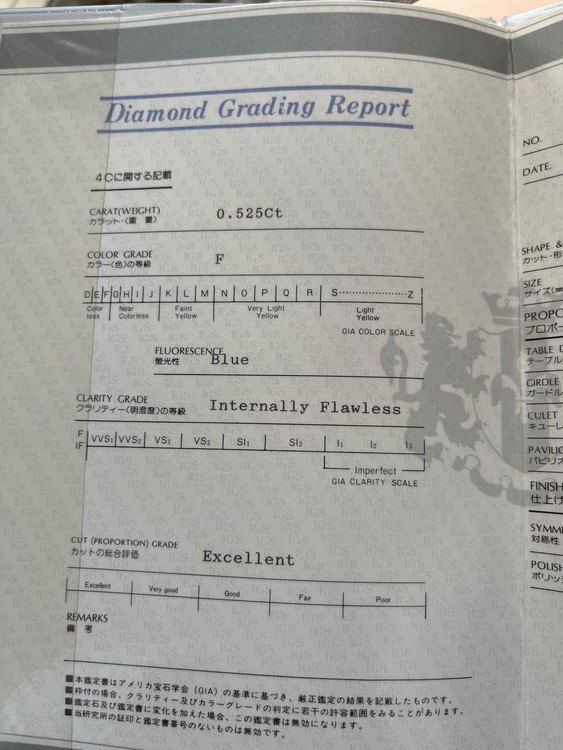 Diamond Grading Report
4Cに関する記載
CARAT(WEIGHT)
カラット・(重 量)
0.525Ct
COLOR GRADE
カラー(色)の等級
F
D E F G H I J K L M N O P Q R S Z
Color less
Near Colorless
Faint Yellow
Very Light Yellow
Light Yellow
GIA COLOR SCALE
FLUORESCENCE
螢光性
Blue
CLARITY GRADE
クラリティー(明澄度)の等級
Internally Flawless
F
IF
VVS₁ VVS₂ VS₁ VS₂ SI₁ SI₂ I₁ I₂ I₃
Imperfect
GIA CLARITY SCALE
CUT (PROPORTION) GRADE
カットの総合評価
Excellent
Excellent Very good Good Fair Poor
REMARKS
備 考
■本鑑定書はアメリカ宝石学会(GIA)の基準に基づき、厳正鑑定の結果を記載したものです。
■枠付の場合、クラリティー及びカラーグレードの判定に若干の許容範囲をみることがあります。
■鑑定石及び鑑定書に変化を加えた場合、この鑑定書は無効になります。
■当研究所の証印と鑑定書番号のないものは無効です。
NO.
DATE.
SHAPE &
カット・形
SIZE
サイズ(m
PROPO
プロポー
TABLE D
テーブル
GIRDLE
ガードル
CULET
キューレ
PAVILIO
パビリオ
FINISH
仕上げ
SYMME
対称性
POLISH
ポリッシ
IGS